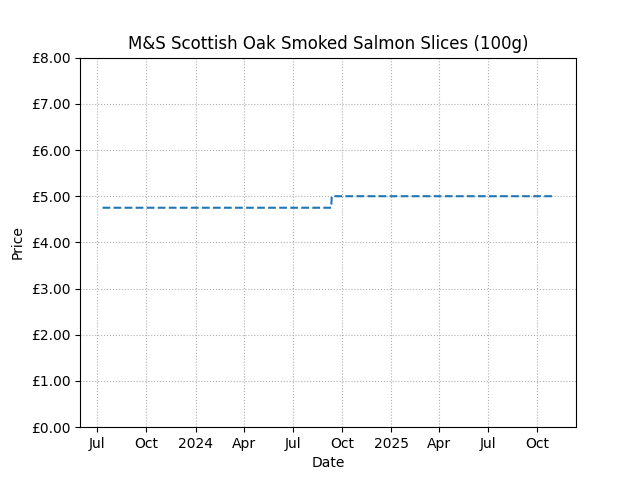 M&S Scottish Oak Smoked Salmon Slices (100g)
£8.00
£7.00
£6.00
£5.00
£4.00
£3.00
£2.00
£1.00
£0.00
Price
Jul Oct 2024 Apr Jul Oct 2025 Apr Jul Oct
Date